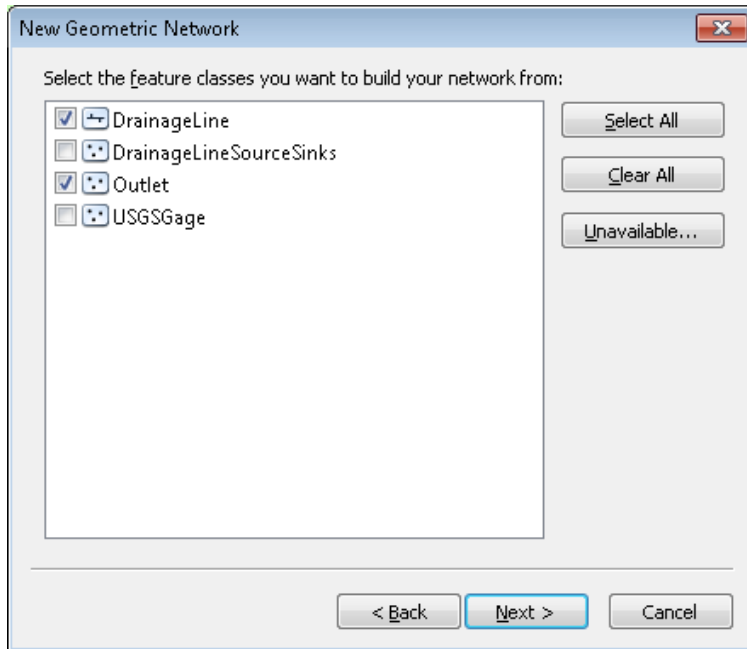 New Geometric Network
Select the feature classes you want to build your network from:
DrainageLine
DrainageLineSourceSinks
Outlet
USGSGage
Select All
Clear All
Unavailable...
< Back
Next >
Cancel